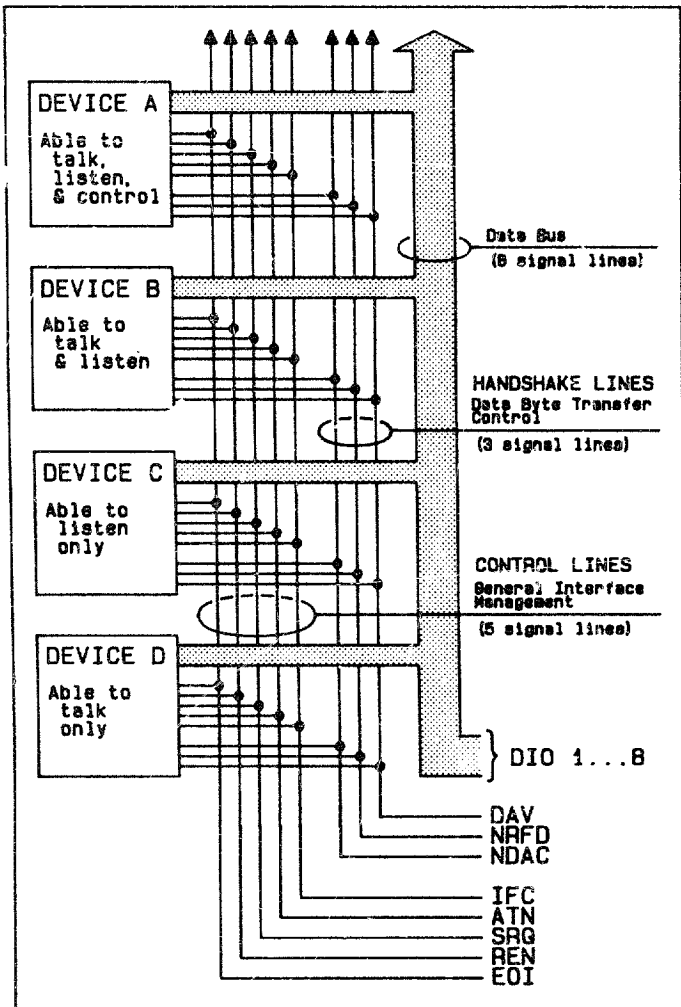 DEVICE A
Able to
talk,
listen,
& control
Data Bus
(8 signal lines)
DEVICE B
Able to
talk
& listen
HANDSHAKE LINES
Data Byte Transfer
Control
(3 signal lines)
DEVICE C
Able to
listen
only
CONTROL LINES
General Interface
Management
(5 signal lines)
DEVICE D
Able to
talk
only
DIO 1...8
DAV
NRFD
NDAC
IFC
ATN
SRQ
REN
EOI